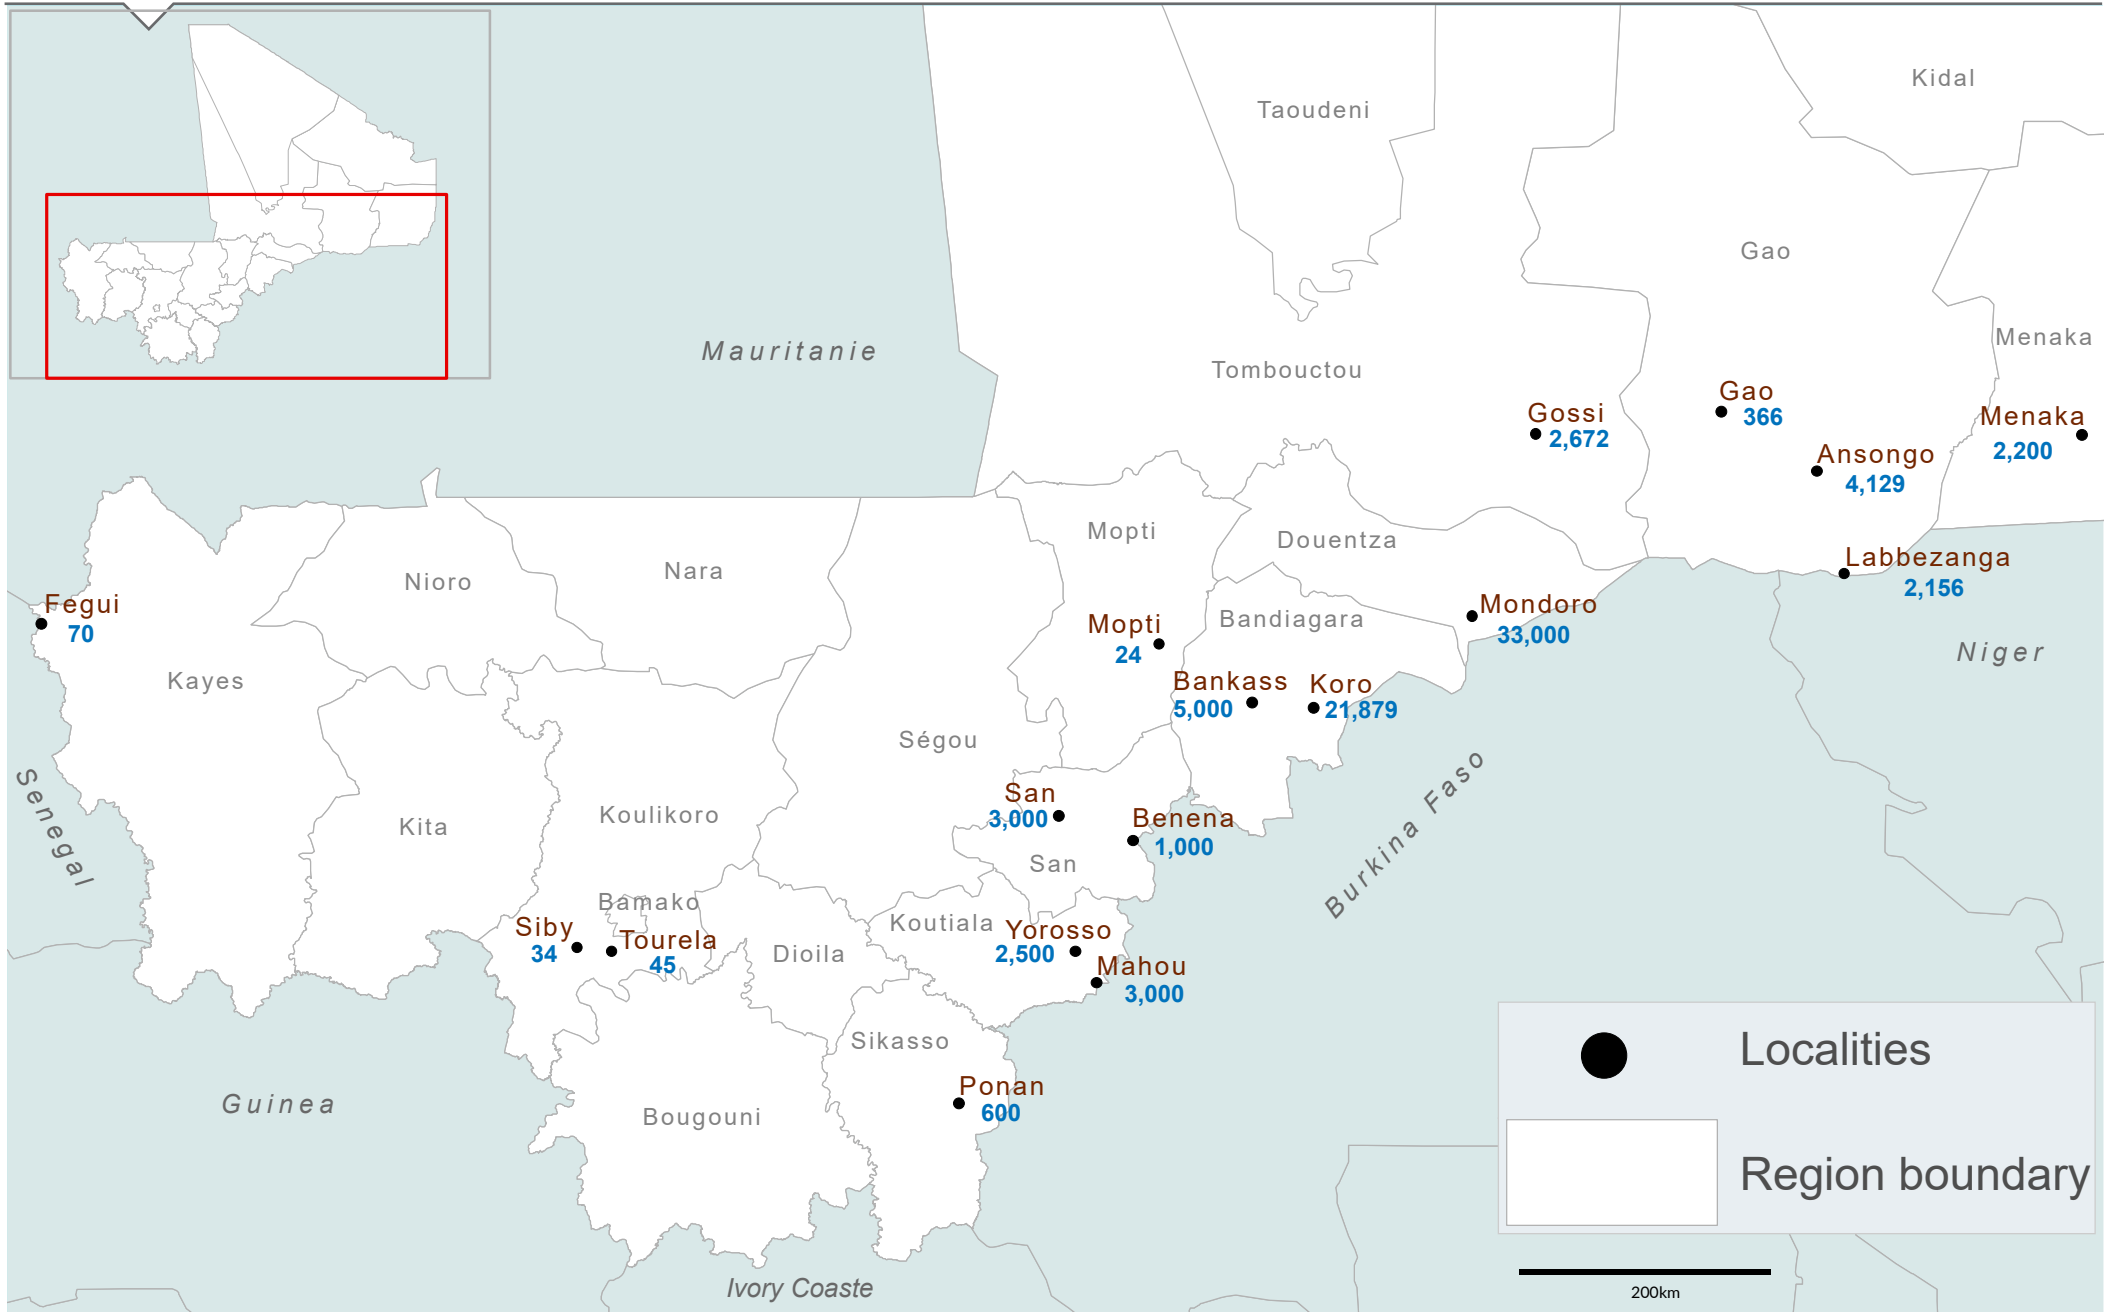 Kidal
Taoudeni
Gao
Menaka
Mauritanie
Tombouctou
Gao
366
Gossi
2,672
Menaka
2,200
Ansongo
4,129
Mopti
Douentza
Labbezanga
2,156
Nara
Nioro
Fegui
70
Mondoro
33,000
Bandiagara
Mopti
24
Niger
Kayes
Bankass
5,000
Koro
21,879
Ségou
Senegal
San
3,000
Koulikoro
Kita
Benena
1,000
Burkina Faso
San
Bamako
Koutiala
Siby
34
Tourela
45
Yorosso
2,500
Dioila
Mahou
3,000
Sikasso
Localities
Ponan
600
Guinea
Bougouni
Region boundary
Ivory Coaste
200km